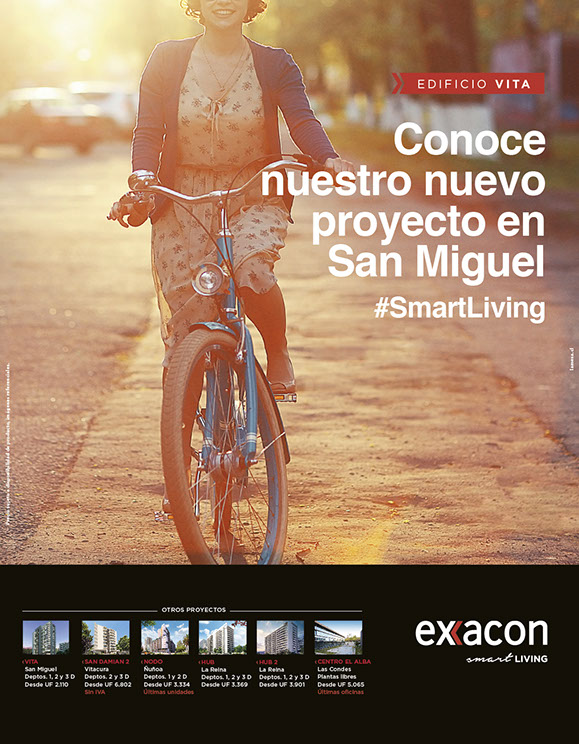 EDIFICIO VITA
Conoce
nuestro nuevo
proyecto en
San Miguel
#SmartLiving
OTROS PROYECTOS
VITA
San Miguel
Deptos. 1, 2 y 3 D
Desde UF 2.110
SAN DAMIAN 2
Vitacura
Deptos. 2 y 3 D
Desde UF 6.802
Sin IVA
NODO
Ñuñoa
Deptos. 1 y 2 D
Desde UF 3.334
Últimas unidades
HUB
La Reina
Deptos. 1, 2 y 3 D
Desde UF 3.369
HUB 2
La Reina
Deptos. 1, 2 y 3 D
Desde UF 3.901
CENTRO EL ALBA
Las Condes
Plantas libres
Desde UF 5.065
Últimas oficinas
exxacon
smart LIVING